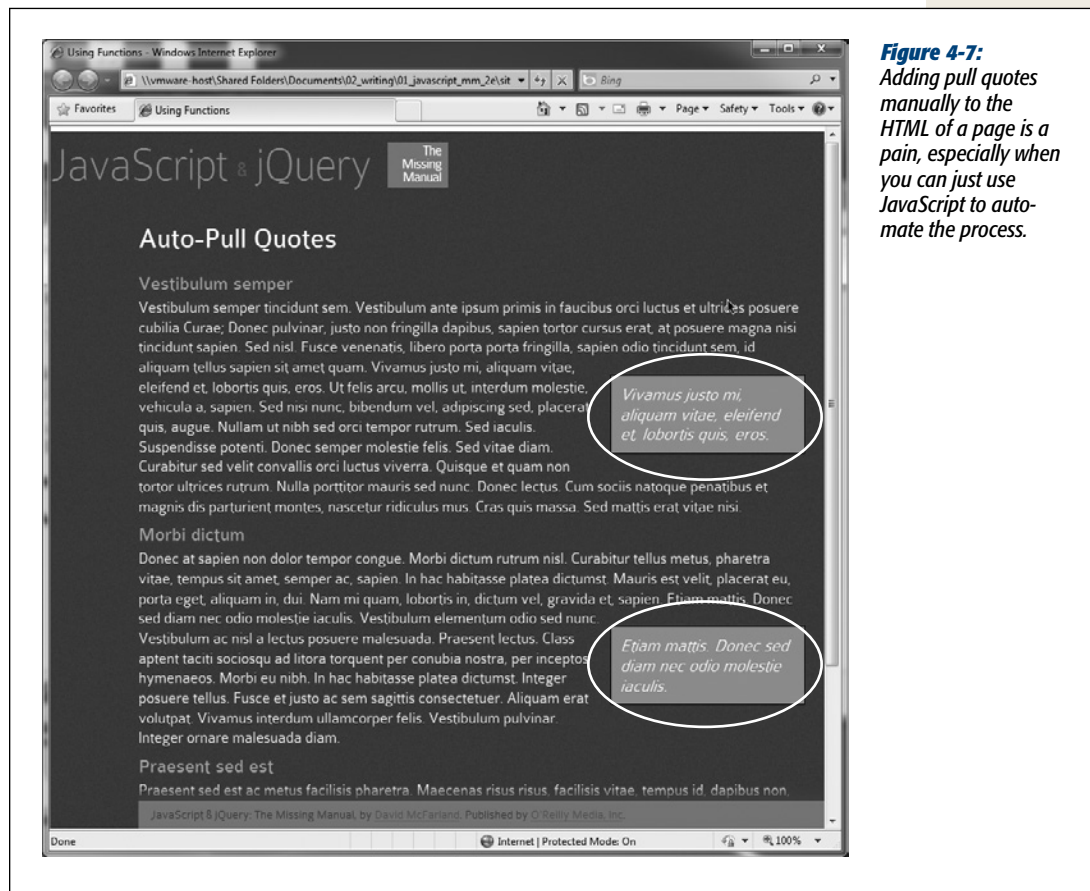 Using Functions - Windows Internet Explorer
\\vmware-host\Shared Folders\Documents\02_writing\01_javascript_mm_2e\sit
Bing
Favorites
Using Functions
Page
Safety
Tools
JavaScript & jQuery
The
Missing
Manual
Auto-Pull Quotes
Vestibulum semper
Vestibulum semper tincidunt sem. Vestibulum ante ipsum primis in faucibus orci luctus et ultrices posuere
cubilia Curae; Donec pulvinar, justo non fringilla dapibus, sapien tortor cursus erat, at posuere magna nisi
tincidunt sapien. Sed nisl. Fusce venenatis, libero porta porta fringilla, sapien odio tincidunt sem, id
aliquam tellus sapien sit amet quam. Vivamus justo mi, aliquam vitae,
eleifend et, lobortis quis, eros. Ut felis arcu, mollis ut, interdum molestie,
vehicula a, sapien. Sed nisi nunc, bibendum vel, adipiscing sed, placerat
quis, augue. Nullam ut nibh sed orci tempor rutrum. Sed iaculis.
Suspendisse potenti. Donec semper molestie felis. Sed vitae diam.
Curabitur sed velit convallis orci luctus viverra. Quisque et quam non
tortor ultrices rutrum. Nulla porttitor mauris sed nunc. Donec lectus. Cum sociis natoque penatibus et
magnis dis parturient montes, nascetur ridiculus mus. Cras quis massa. Sed mattis erat vitae nisi.
Vivamus justo mi,
aliquam vitae, eleifend
et, lobortis quis, eros.
Morbi dictum
Donec at sapien non dolor tempor congue. Morbi dictum rutrum nisl. Curabitur tellus metus, pharetra
vitae, tempus sit amet, semper ac, sapien. In hac habitasse platea dictumst. Mauris est velit, placerat eu,
porta eget, aliquam in, dui. Nam mi quam, lobortis in, dictum vel, gravida et, sapien. Etiam mattis. Donec
sed diam nec odio molestie iaculis. Vestibulum elementum odio sed nunc.
Vestibulum ac nisl a lectus posuere malesuada. Praesent lectus. Class
aptent taciti sociosqu ad litora torquent per conubia nostra, per inceptos
hymenaeos. Morbi eu nibh. In hac habitasse platea dictumst. Integer
posuere tellus. Fusce et justo ac sem sagittis consectetuer. Aliquam erat
volutpat. Vivamus interdum ullamcorper felis. Vestibulum pulvinar.
Integer ornare malesuada diam.
Etiam mattis. Donec sed
diam nec odio molestie
iaculis.
Praesent sed est
Praesent sed est ac metus facilisis pharetra. Maecenas risus risus, facilisis vitae, tempus id, dapibus non,
JavaScript & jQuery: The Missing Manual, by David McFarland. Published by O'Reilly Media, Inc.
Done
Internet | Protected Mode: On
100%
Figure 4-7:
Adding pull quotes
manually to the
HTML of a page is a
pain, especially when
you can just use
JavaScript to auto-
mate the process.